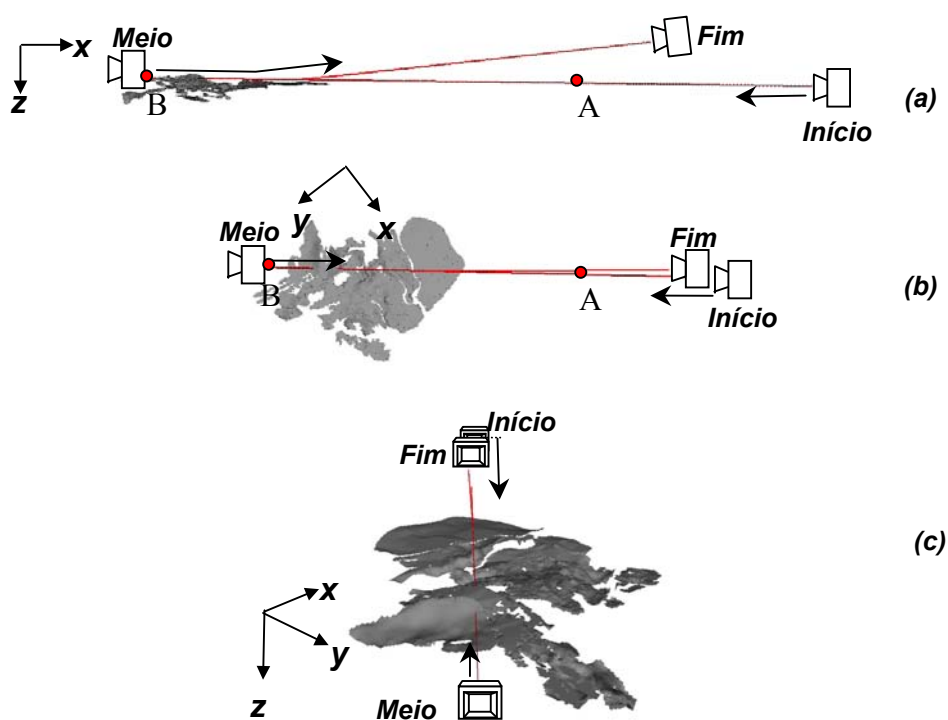 Meio
x
Fim
z
B
A
(a)
Início
y
x
Meio
Fim
B
A
(b)
Início
Início
Fim
(c)
x
y
z
Meio